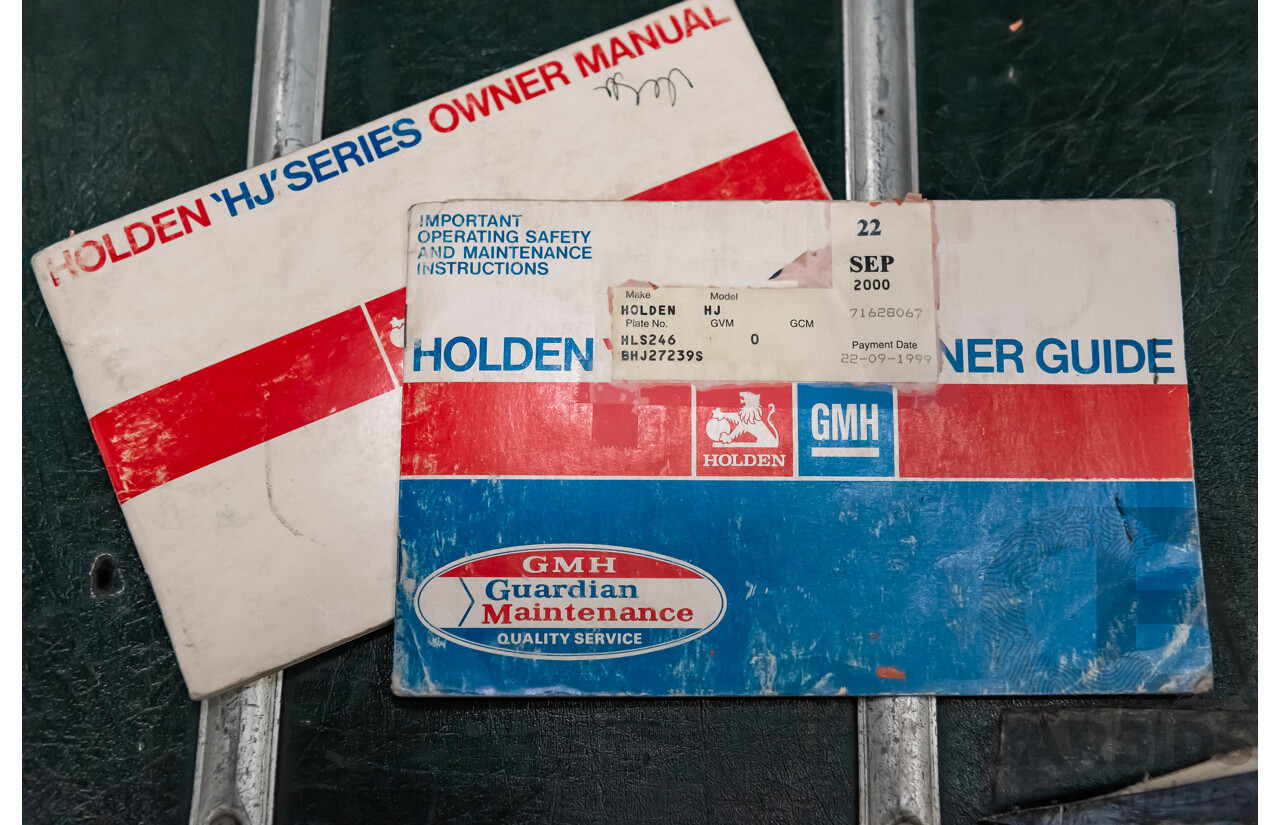 HOLDEN 'HJ' SERIES OWNER MANUAL
IMPORTANT
OPERATING SAFETY
AND MAINTENANCE
INSTRUCTIONS
22
SEP
2000
Make Model
HOLDEN HJ
71628067
Plate No. GVM GCM
HLS246 0
BHJ27239S
Payment Date
22-09-1999
HOLDEN NER GUIDE
HOLDEN
GMH
GMH
Guardian
Maintenance
QUALITY SERVICE